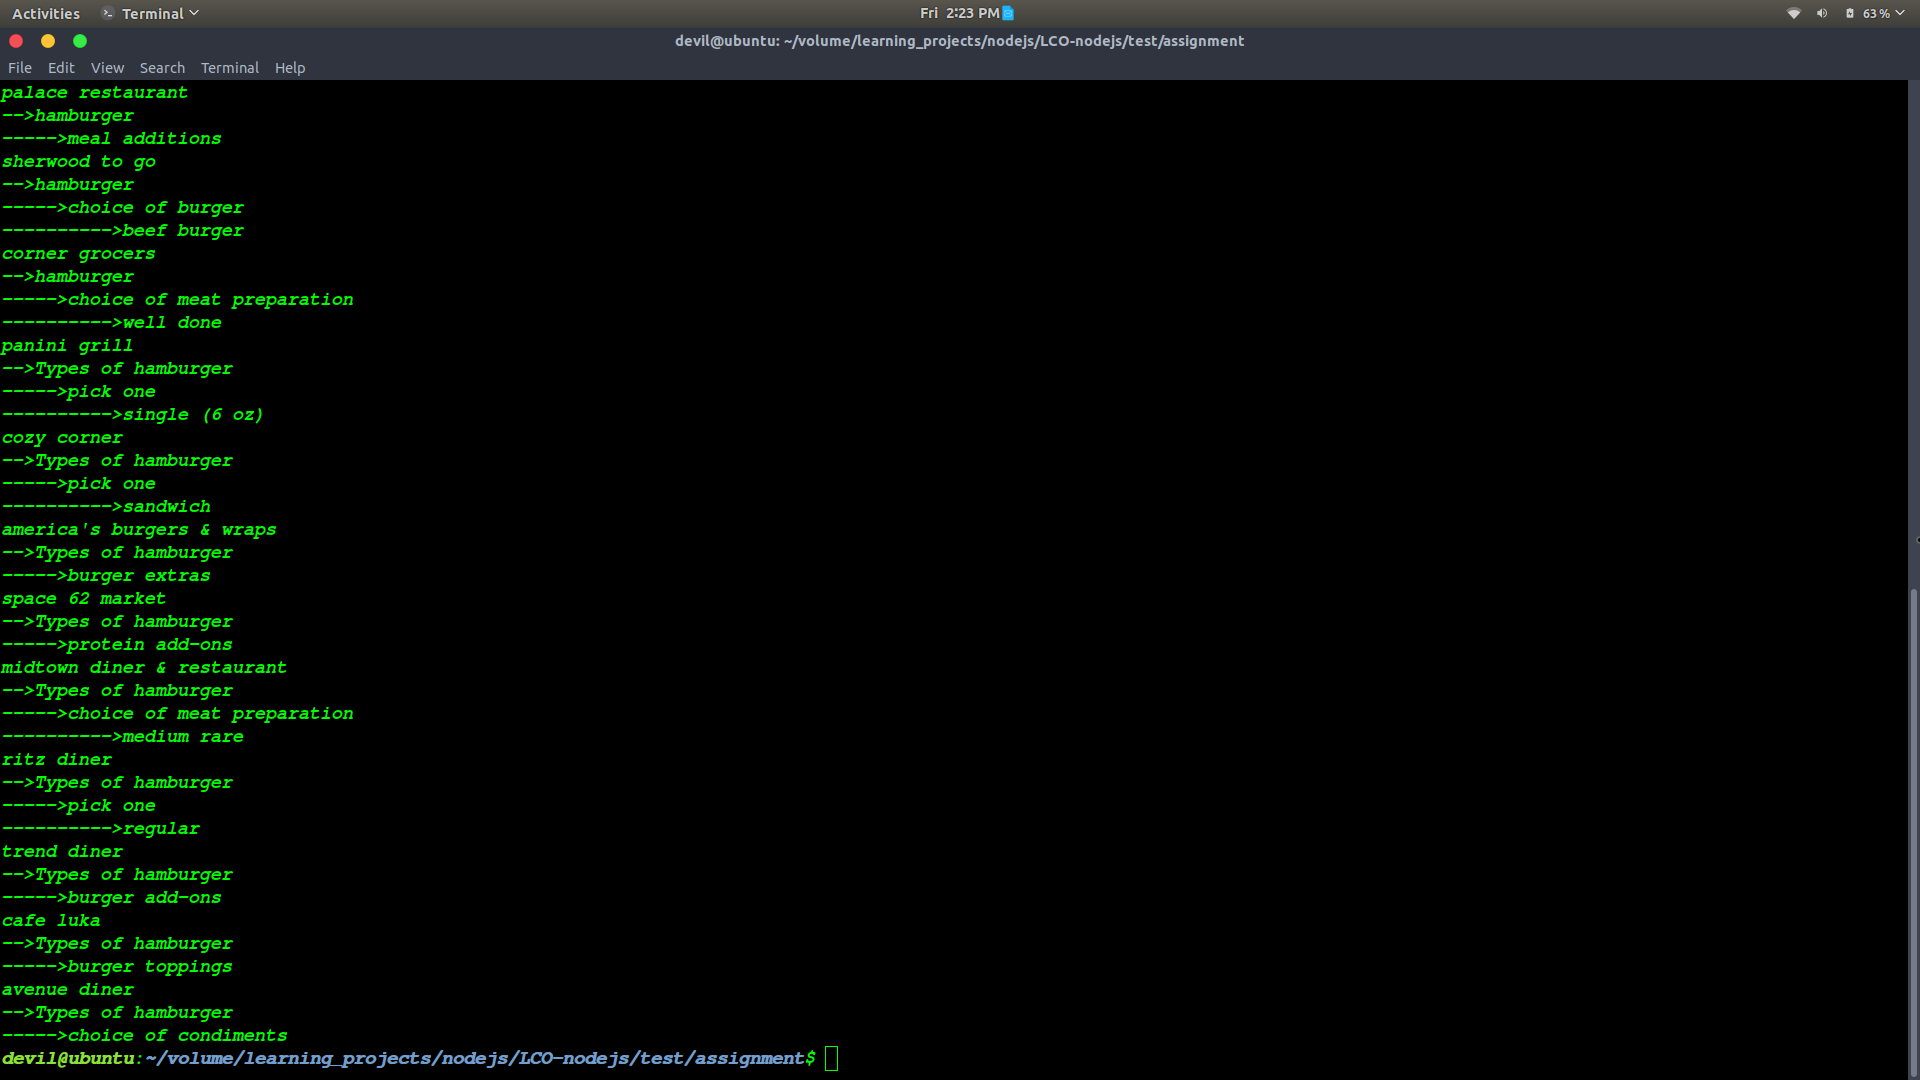 Activities Terminal Fri 2:23 PM 63 %
devil@ubuntu: ~/volume/learning_projects/nodejs/LCO-nodejs/test/assignment
File Edit View Search Terminal Help
palace restaurant
-->hamburger
----->meal additions
sherwood to go
-->hamburger
----->choice of burger
---------->beef burger
corner grocers
-->hamburger
----->choice of meat preparation
---------->well done
panini grill
-->Types of hamburger
----->pick one
---------->single (6 oz)
cozy corner
-->Types of hamburger
----->pick one
---------->sandwich
america's burgers & wraps
-->Types of hamburger
----->burger extras
space 62 market
-->Types of hamburger
----->protein add-ons
midtown diner & restaurant
-->Types of hamburger
----->choice of meat preparation
---------->medium rare
ritz diner
-->Types of hamburger
----->pick one
---------->regular
trend diner
-->Types of hamburger
----->burger add-ons
cafe luka
-->Types of hamburger
----->burger toppings
avenue diner
-->Types of hamburger
----->choice of condiments
devil@ubuntu:~/volume/learning_projects/nodejs/LCO-nodejs/test/assignment$